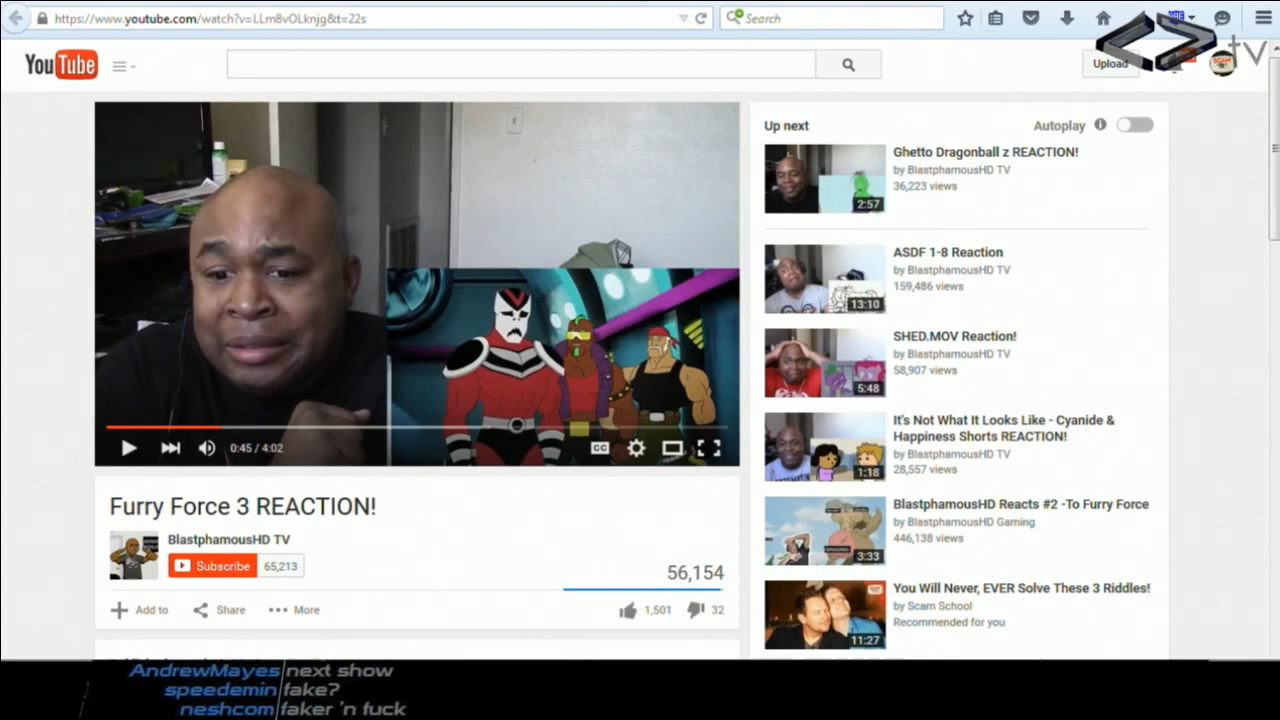 https://www.youtube.com/watch?v=LLm8vOLknjg&t=22s
Search
tv
YouTube
Upload
Up next
Autoplay
Ghetto Dragonball z REACTION!
by BlastphamousHD TV
36,223 views
2:57
ASDF 1-8 Reaction
by BlastphamousHD TV
159,486 views
13:10
SHED.MOV Reaction!
by BlastphamousHD TV
58,907 views
5:48
It's Not What It Looks Like - Cyanide &
Happiness Shorts REACTION!
by BlastphamousHD TV
28,557 views
1:18
BlastphamousHD Reacts #2 -To Furry Force
by BlastphamousHD Gaming
446,138 views
3:33
You Will Never, EVER Solve These 3 Riddles!
by Scam School
Recommended for you
11:27
0:45 / 4:02
CC
Furry Force 3 REACTION!
BlastphamousHD TV
Subscribe 65,213
56,154
Add to Share More 1,501 32
AndrewMayes next show
speedemin fake?
neshcom faker 'n fuck